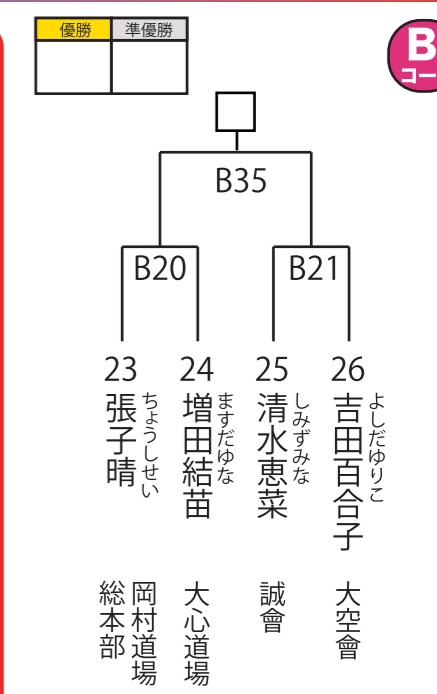 優勝 準優勝
B
コー
B35
B20 B21
23 24 25 26
張子晴
ちょうしせい
増田結苗
ますだゆな
清水恵菜
しみずみな
吉田百合子
よしだゆりこ
岡村道場
総本部
大心道場
誠會
大空會